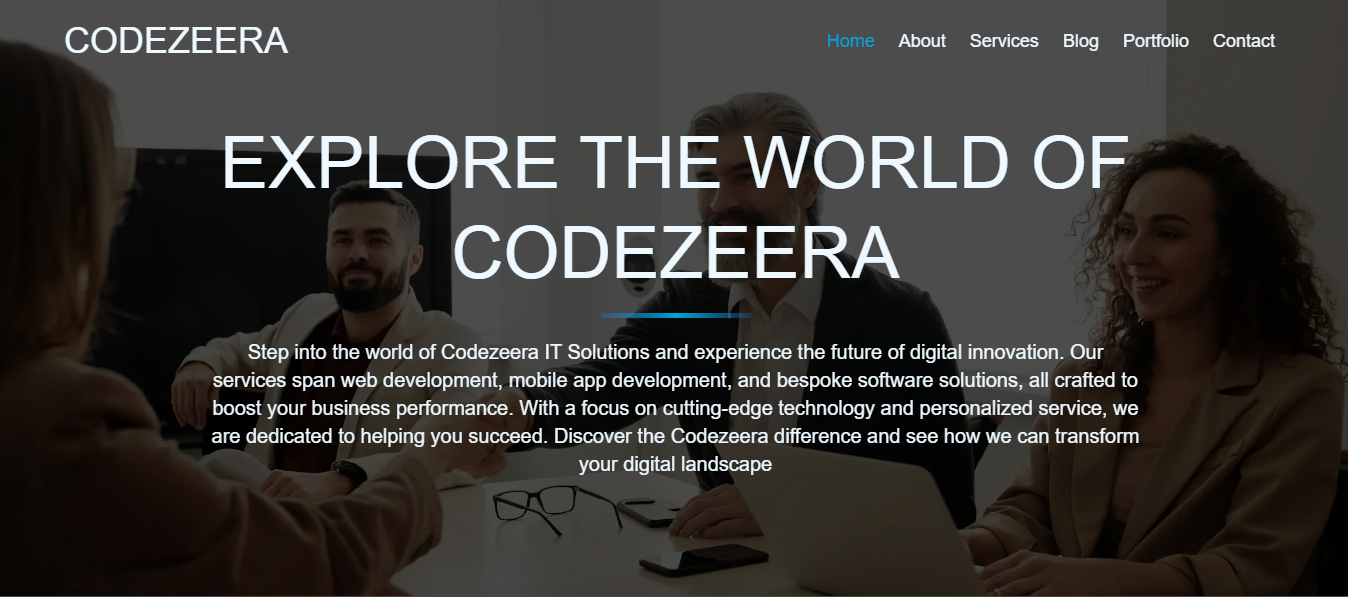 CODEZEERA
Home About Services Blog Portfolio Contact
EXPLORE THE WORLD OF
CODEZEERA
Step into the world of Codezeera IT Solutions and experience the future of digital innovation. Our
services span web development, mobile app development, and bespoke software solutions, all crafted to
boost your business performance. With a focus on cutting-edge technology and personalized service, we
are dedicated to helping you succeed. Discover the Codezeera difference and see how we can transform
your digital landscape